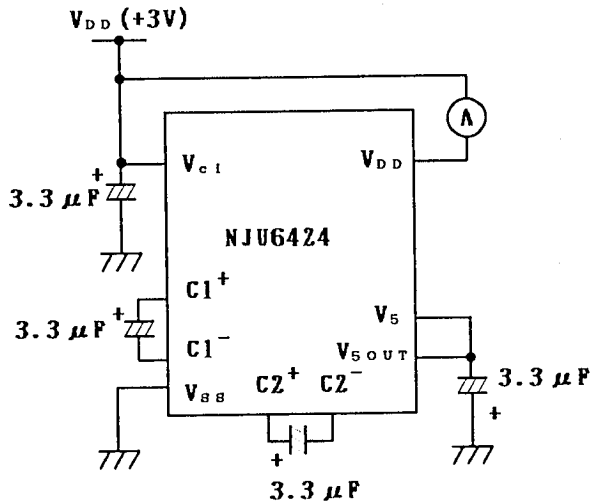 VDD (+3V)
A
Vci
VDD
+
3.3 μF
NJU6424
C1+
+
3.3 μF
C1-
V5
V5OUT
VSS
C2+ C2-
3.3 μF
+
+
3.3 μF